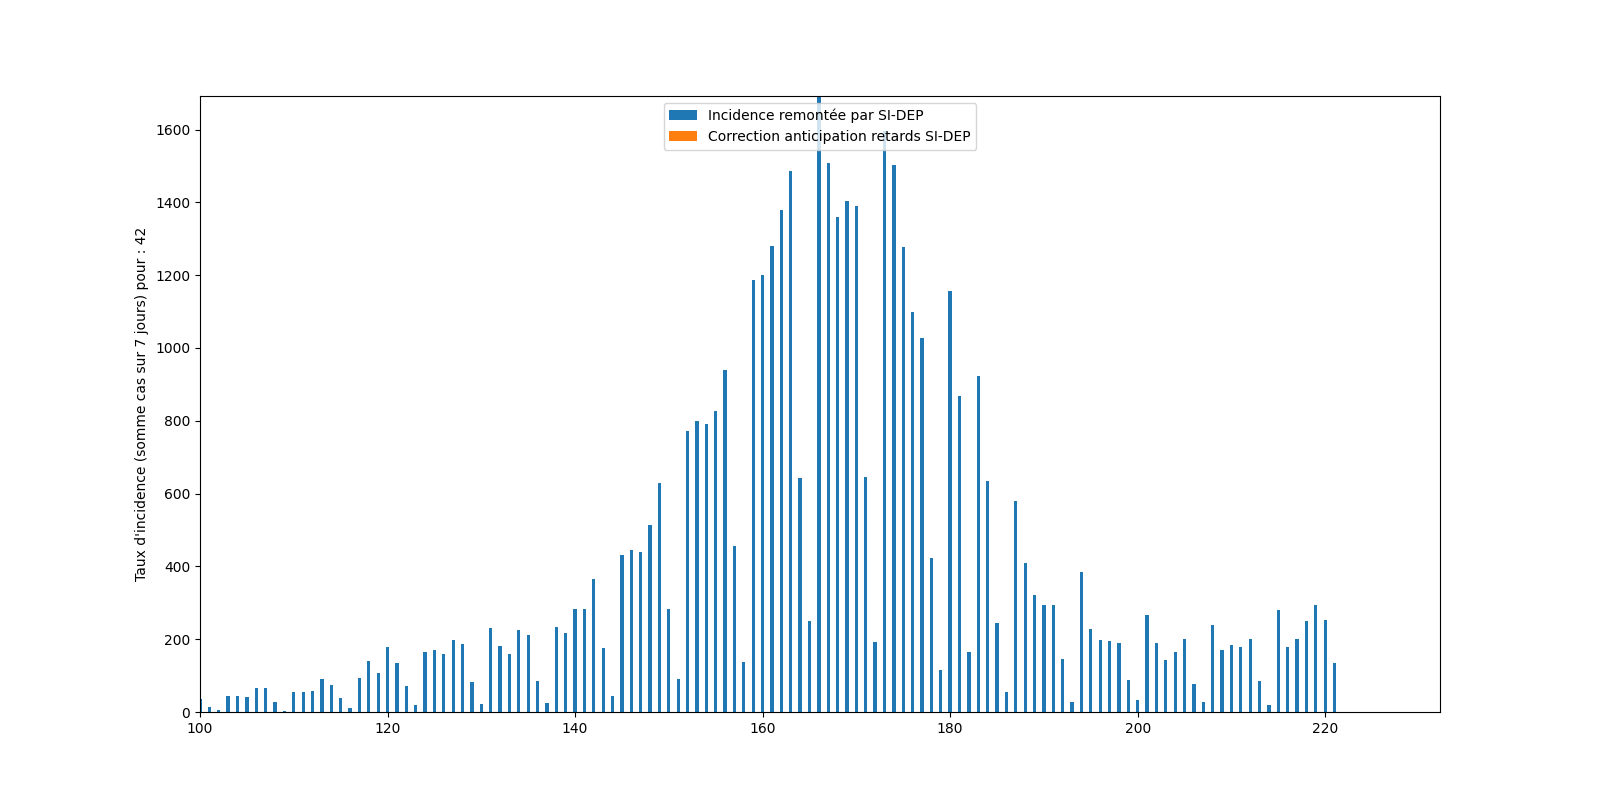 Incidence remontée par SI-DEP
Correction anticipation retards SI-DEP
Taux d'incidence (somme cas sur 7 jours) pour : 42
1600
1400
1200
1000
800
600
400
200
0
100 120 140 160 180 200 220